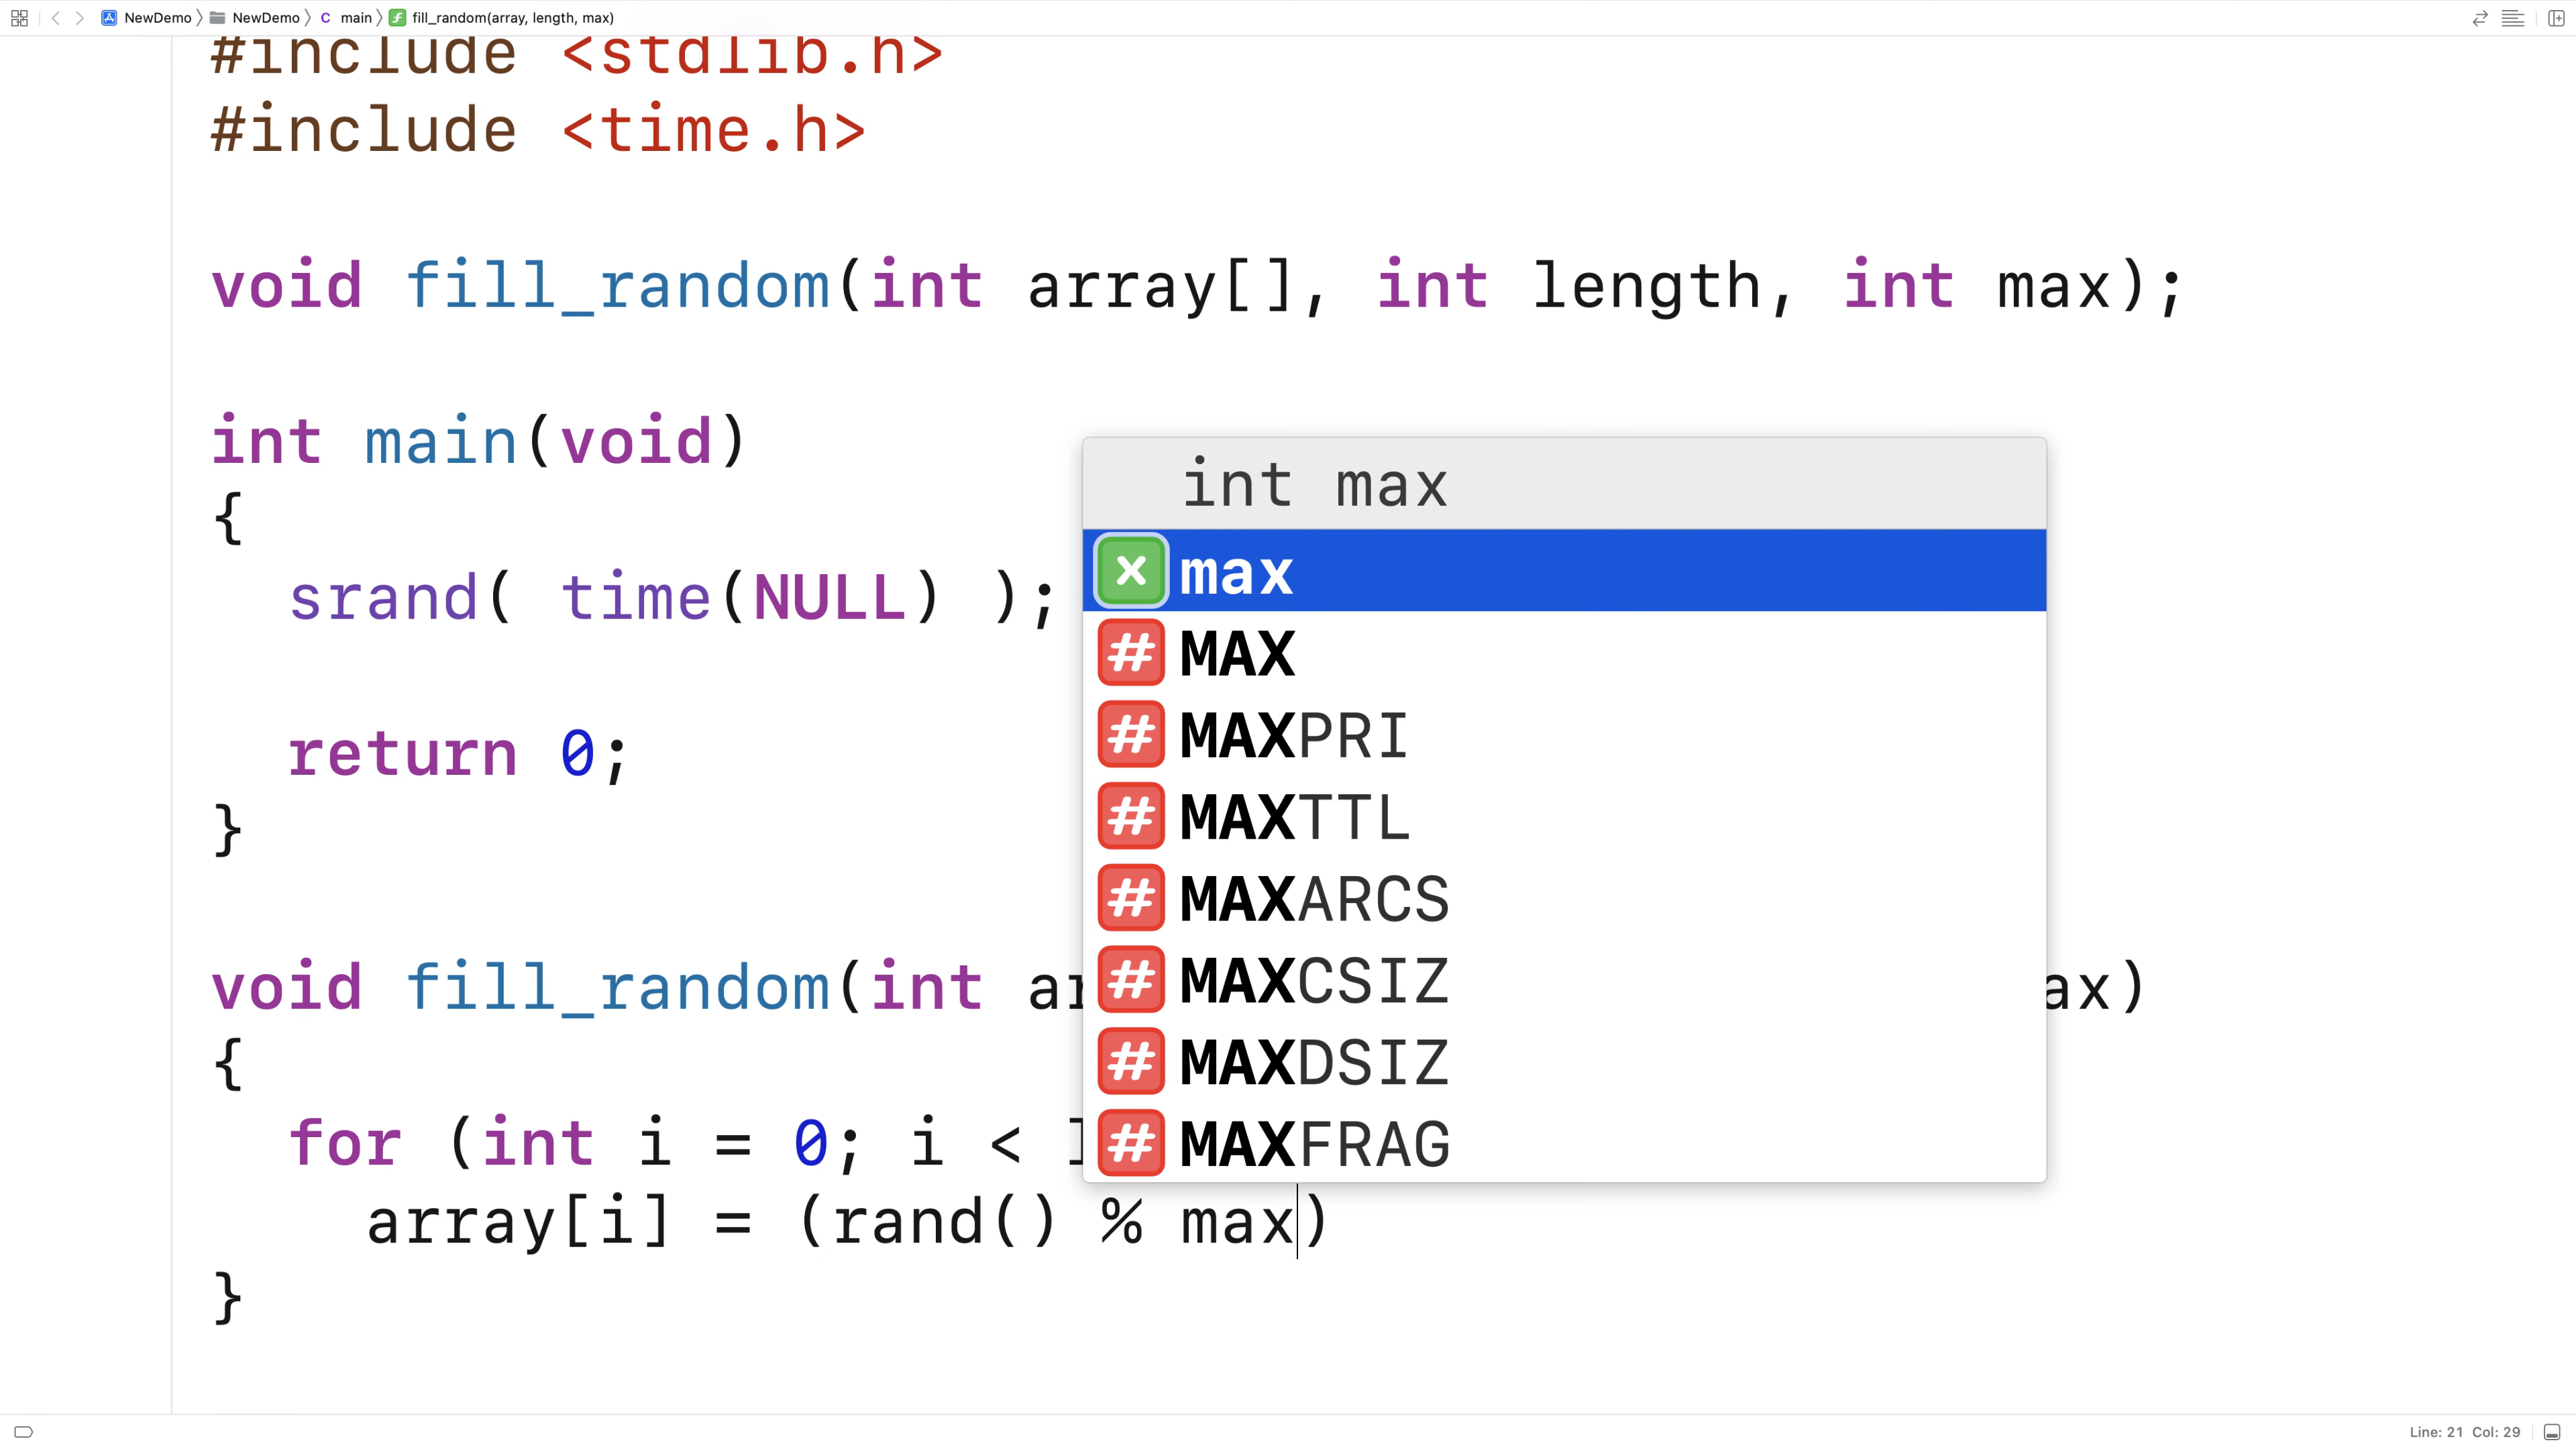 NewDemo NewDemo C main f fill_random(array, length, max)
#include <stdlib.h>
#include <time.h>
void fill_random(int array[], int length, int max);
int main(void)
{
srand( time(NULL) );
return 0;
}
int max
x max
# MAX
# MAXPRI
# MAXTTL
# MAXARCS
# MAXCSIZ
# MAXDSIZ
# MAXFRAG
void fill_random(int ar ax)
{
for (int i = 0; i <
array[i] = (rand() % max)
}
Line: 21 Col: 29